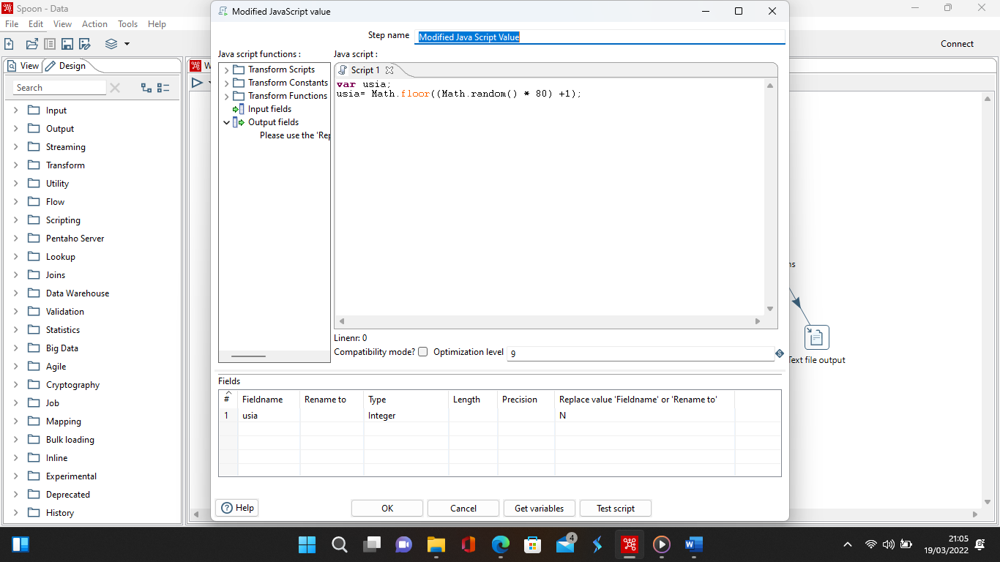 Spoon - Data
File Edit View Action Tools Help
Connect
View Design
Search
Input
Output
Streaming
Transform
Utility
Flow
Scripting
Pentaho Server
Lookup
Joins
Data Warehouse
Validation
Statistics
Big Data
Agile
Cryptography
Job
Mapping
Bulk loading
Inline
Experimental
Deprecated
History
W
Modified JavaScript value
Step name Modified Java Script Value
Java script functions : Java script :
Transform Scripts
Transform Constants
Transform Functions
Input fields
Output fields
Please use the 'Rep
Script 1
var usia;
usia= Math.floor((Math.random() * 80) +1);
Linenr: 0
Compatibility mode? Optimization level 9
Fields
# Fieldname Rename to Type Length Precision Replace value 'Fieldname' or 'Rename to'
1 usia Integer N
Help OK Cancel Get variables Test script
ns
Text file output
4
21:05
19/03/2022